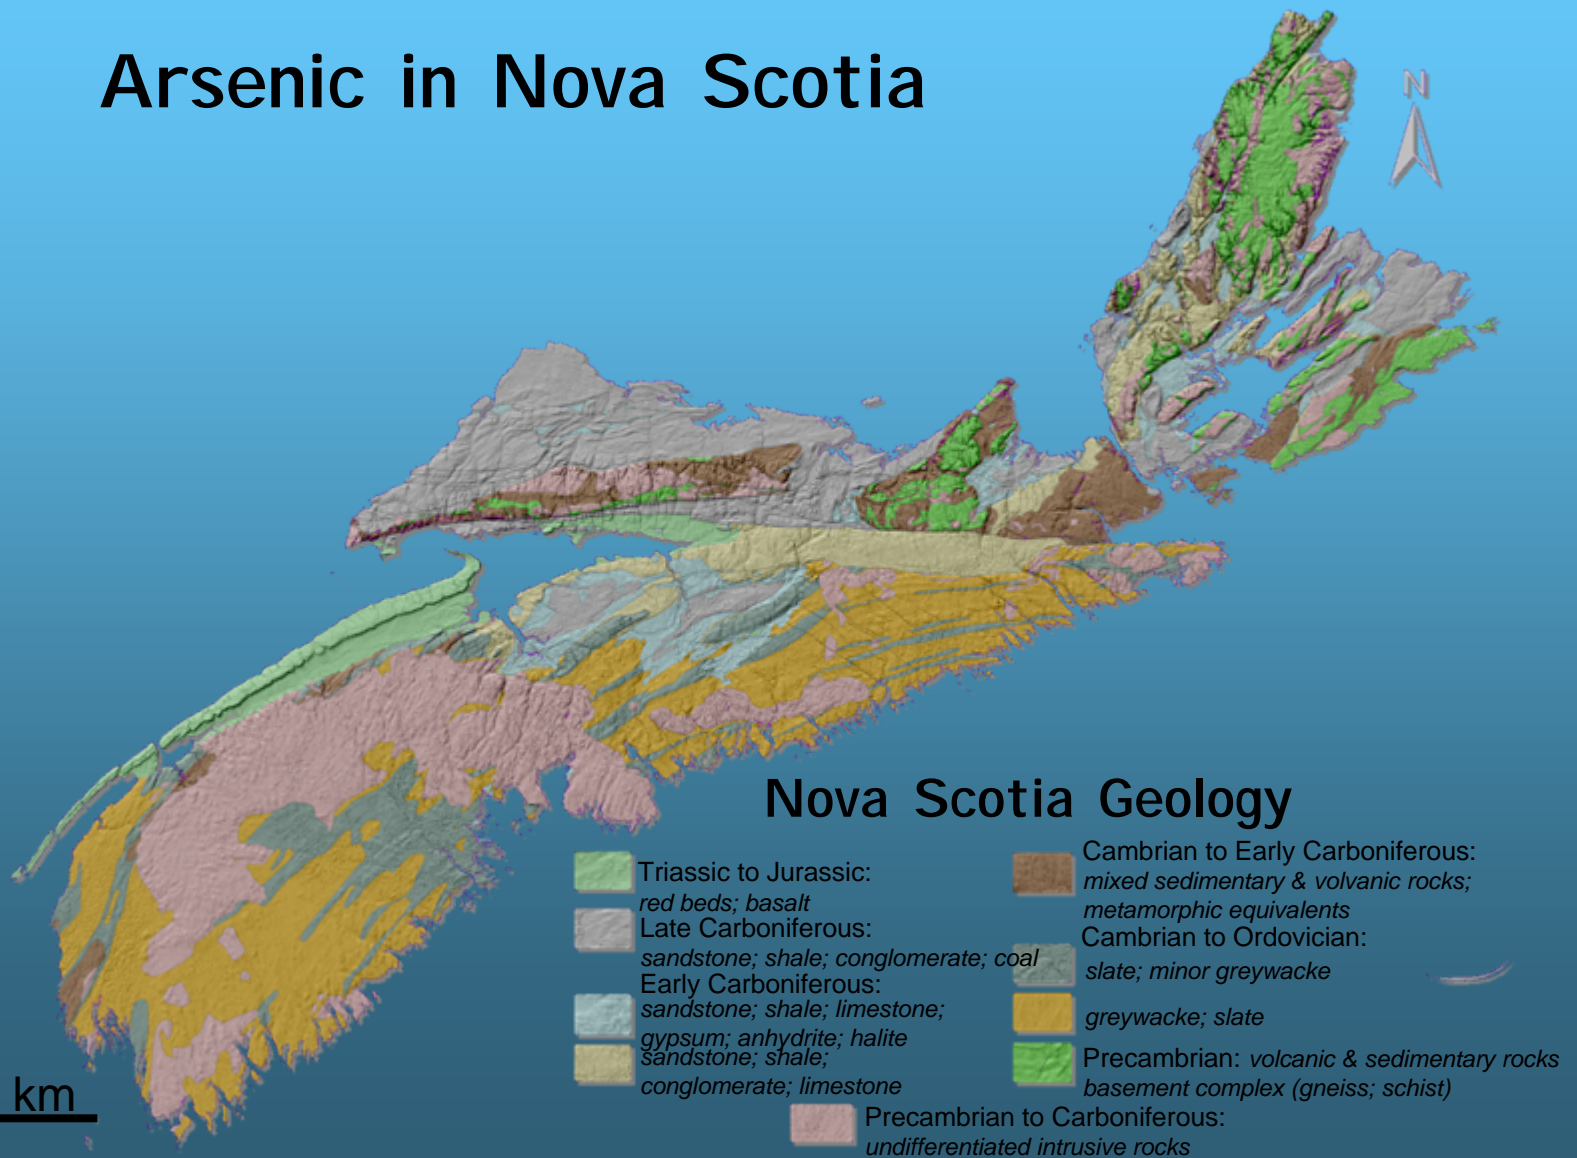 Arsenic in Nova Scotia
N
Nova Scotia Geology
Triassic to Jurassic:
red beds; basalt
Late Carboniferous:
sandstone; shale; conglomerate; coal
Early Carboniferous:
sandstone; shale; limestone;
gypsum; anhydrite; halite
sandstone; shale;
conglomerate; limestone
Cambrian to Early Carboniferous:
mixed sedimentary & volvanic rocks;
metamorphic equivalents
Cambrian to Ordovician:
slate; minor greywacke
greywacke; slate
Precambrian: volcanic & sedimentary rocks
basement complex (gneiss; schist)
Precambrian to Carboniferous:
undifferentiated intrusive rocks
km